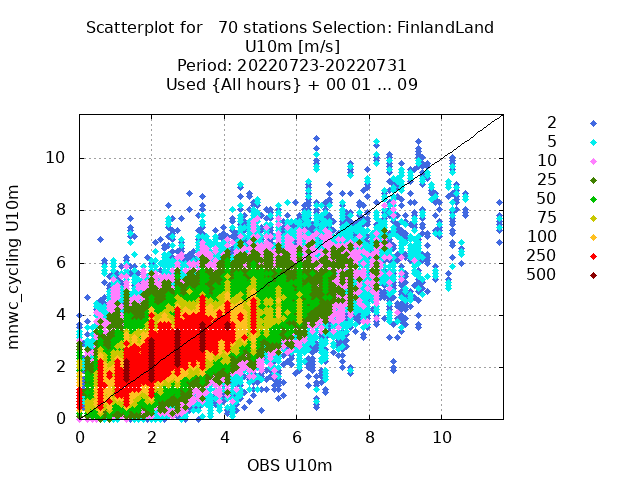 Scatterplot for   70 stations Selection: FinlandLand
U10m [m/s]
Period: 20220723-20220731
Used {All hours} + 00 01 ... 09
mnwc_cycling U10m
10
8
6
4
2
0
0 2 4 6 8 10
OBS U10m
2
5
10
25
50
75
100
250
500